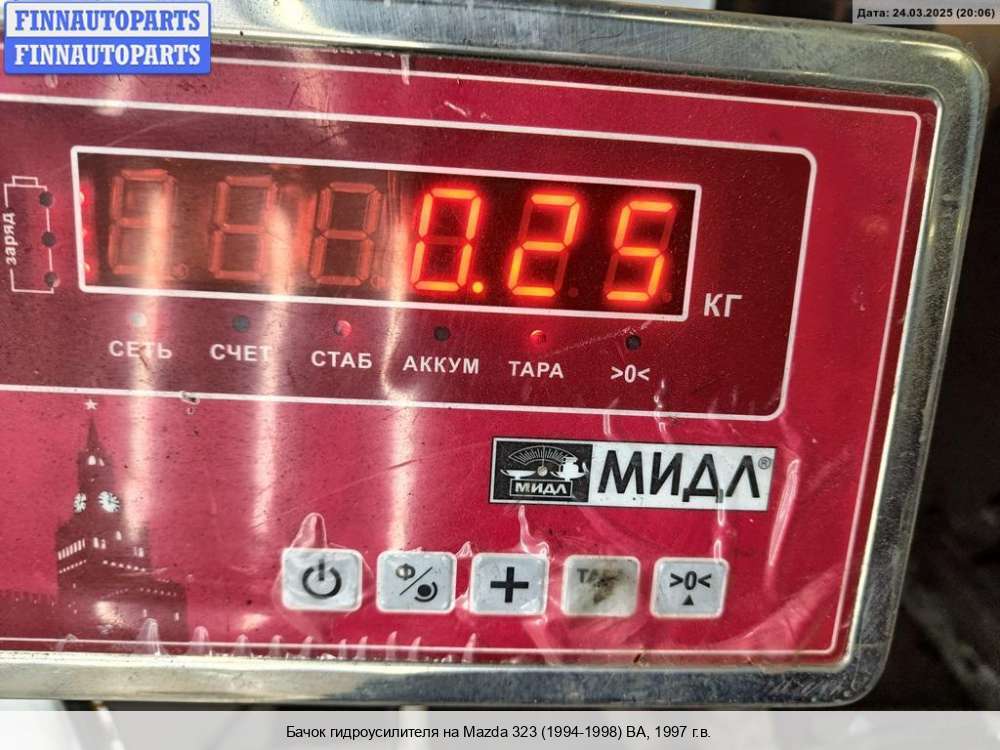 FINNAUTOPARTS
FINNAUTOPARTS
Дата: 24.03.2025 (20:06)
заряд
0.25
КГ
СЕТЬ СЧЕТ СТАБ АККУМ ТАРА >0<
МИДЛ
МИДЛ®
Ф + >0<
Бачок гидроусилителя на Mazda 323 (1994-1998) BA, 1997 г.в.